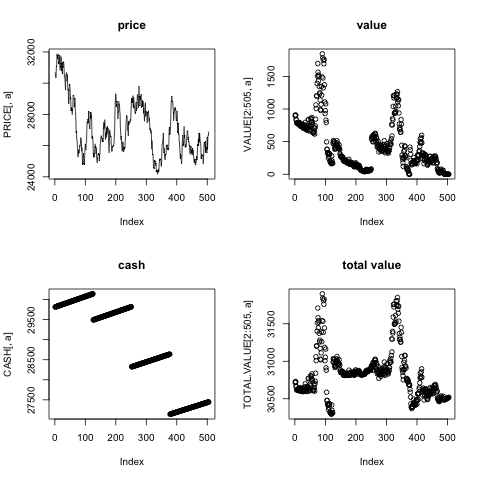 price
PRICE[, a]
24000 26000 28000 32000
0 100 200 300 400 500
Index
value
VALUE[2:505, a]
0 500 1000 1500
0 100 200 300 400 500
Index
cash
CASH[, a]
27500 28500 29500
0 100 200 300 400 500
Index
total value
TOTAL.VALUE[2:505, a]
30500 31000 31500
0 100 200 300 400 500
Index